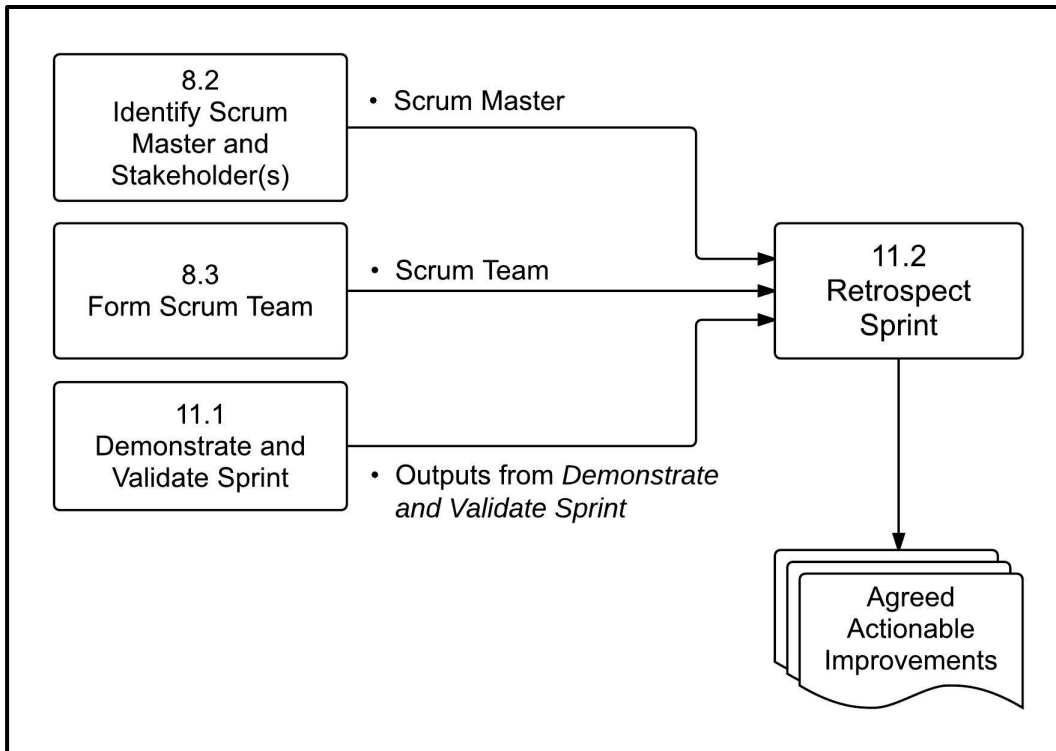 8.2
Identify Scrum
Master and
Stakeholder(s)
• Scrum Master
8.3
Form Scrum Team
• Scrum Team
11.1
Demonstrate and
Validate Sprint
• Outputs from Demonstrate
and Validate Sprint
11.2
Retrospect
Sprint
Agreed
Actionable
Improvements